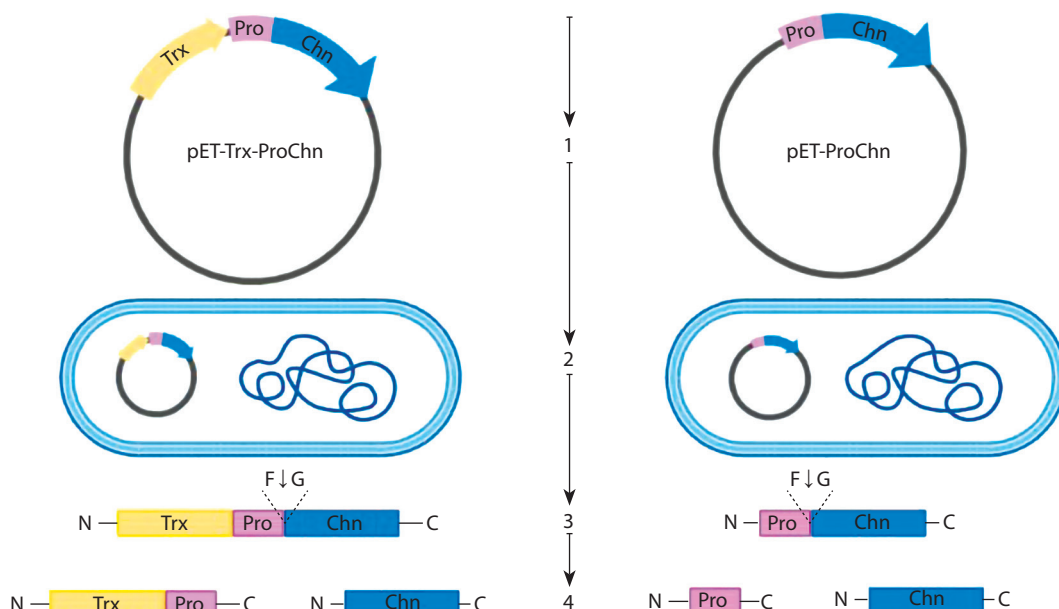 Trx Pro Chn
pET-Trx-ProChn
1
Pro Chn
pET-ProChn
2
F↓G
N Trx Pro Chn C
3
F↓G
N Pro Chn C
N Trx Pro C N Chn C
4
N Pro C N Chn C